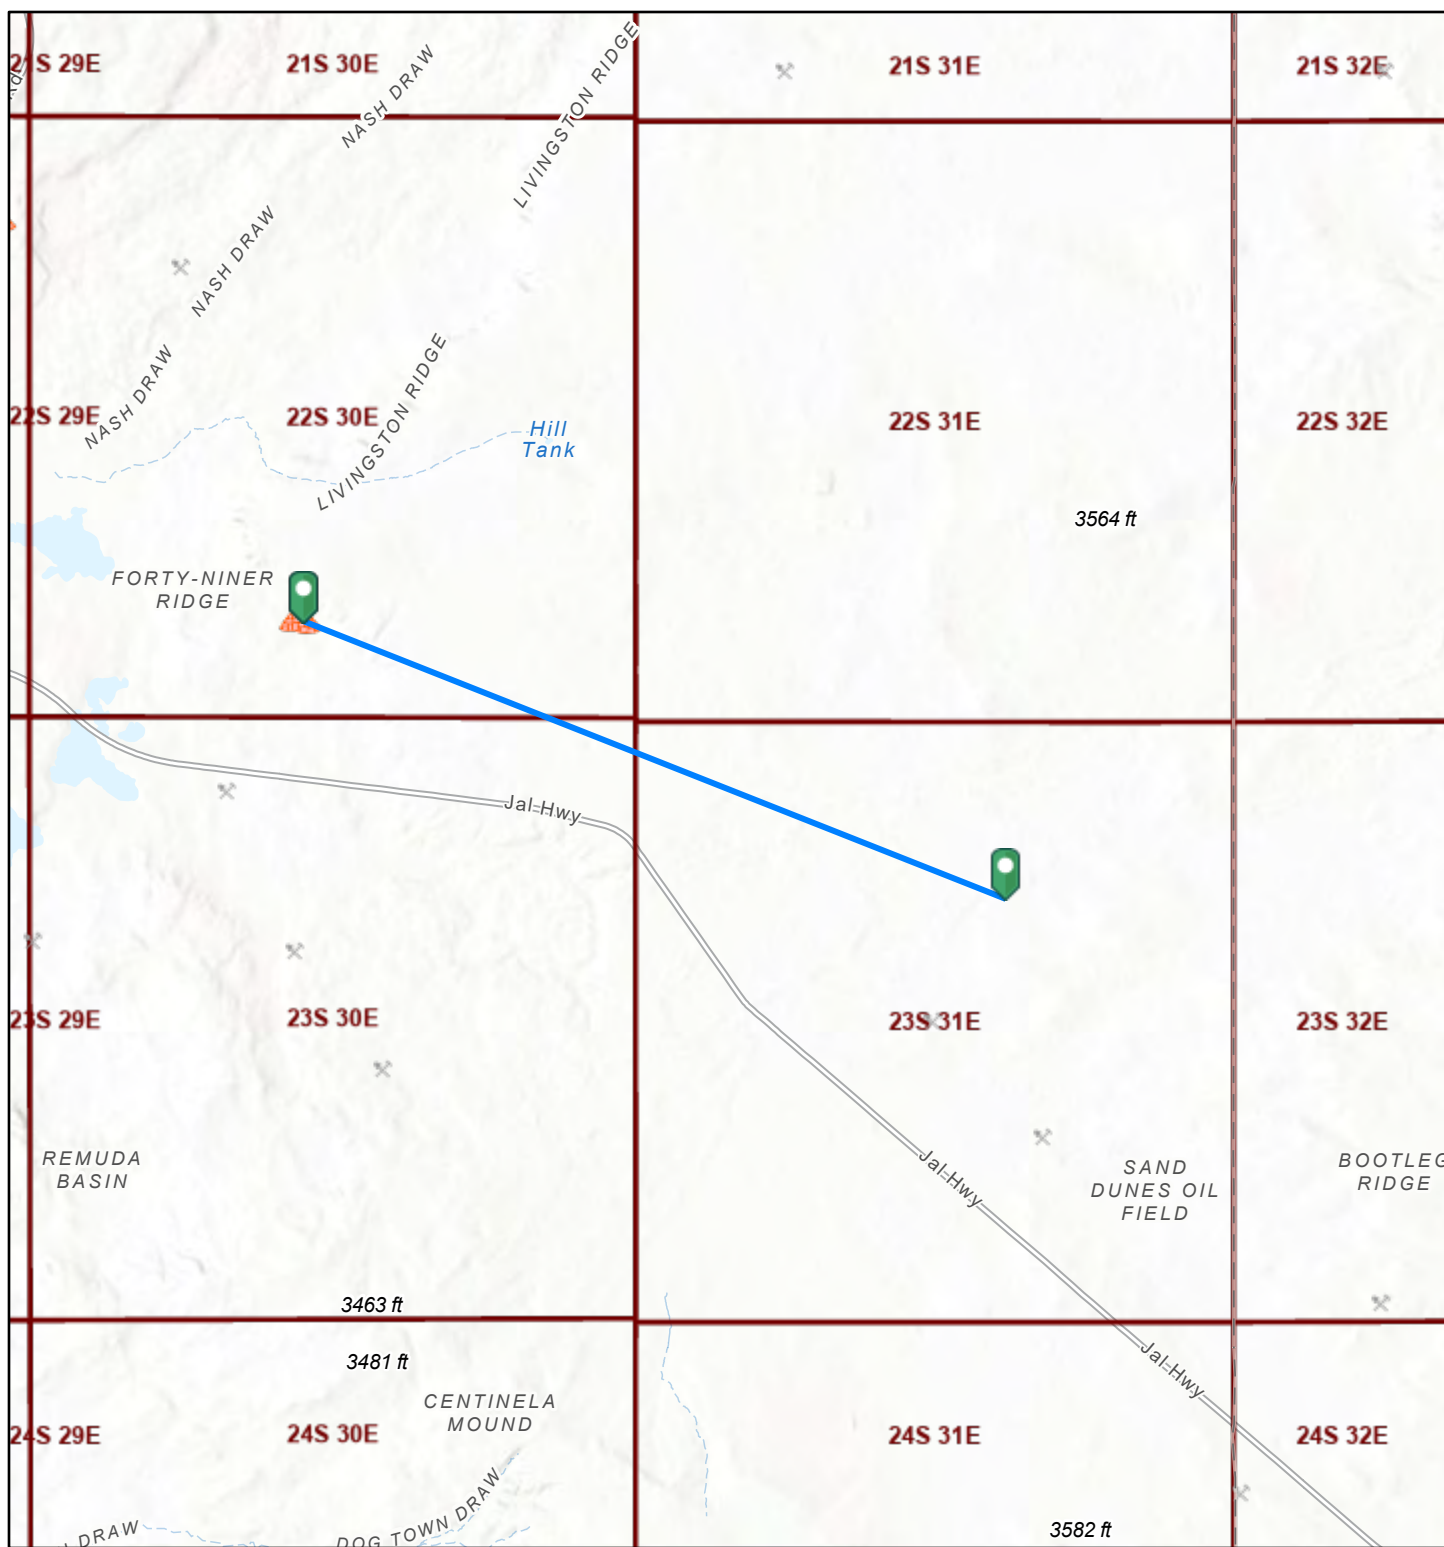 21S 29E
21S 30E
21S 31E
21S 32E
Rd
NASH DRAW
LIVINGSTON RIDGE
NASH DRAW
NASH DRAW
LIVINGSTON RIDGE
22S 29E
22S 30E
Hill
Tank
22S 31E
22S 32E
3564 ft
FORTY-NINER
RIDGE
Jal Hwy
23S 29E
23S 30E
23S 31E
23S 32E
REMUDA
BASIN
Jal Hwy
SAND
DUNES OIL
FIELD
BOOTLEG
RIDGE
3463 ft
3481 ft
Jal Hwy
CENTINELA
MOUND
24S 29E
24S 30E
24S 31E
24S 32E
DRAW
DOG TOWN DRAW
3582 ft